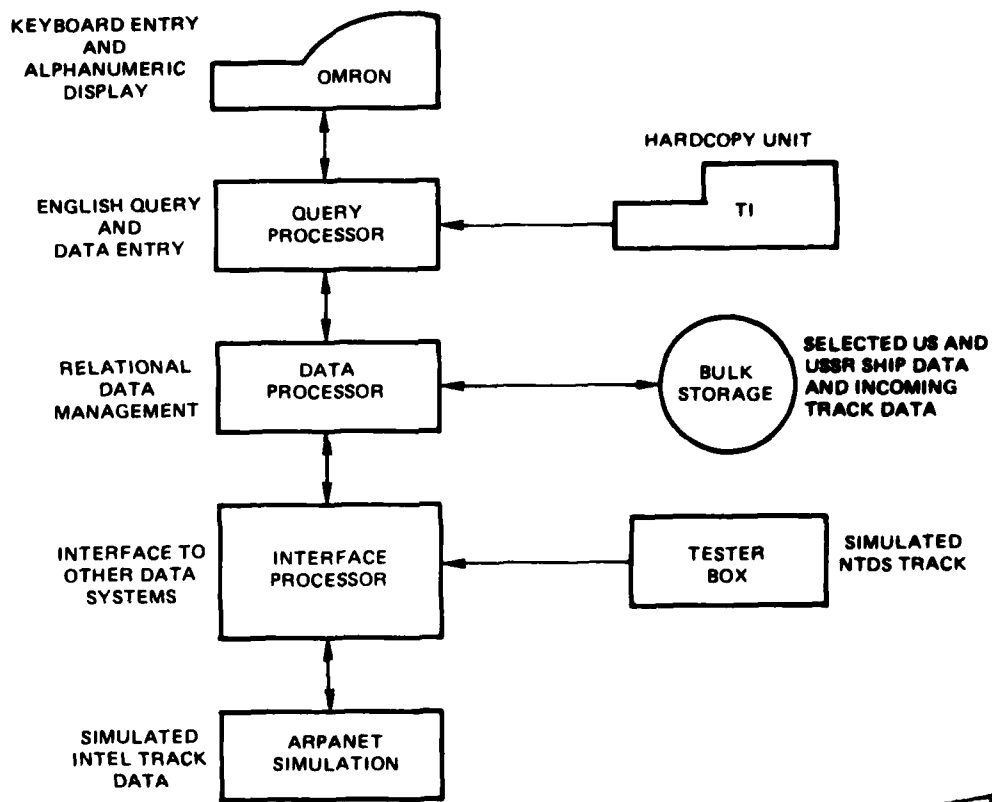 KEYBOARD ENTRY
AND
ALPHANUMERIC
DISPLAY
OMRON
HARDCOPY UNIT
TI
ENGLISH QUERY
AND
DATA ENTRY
QUERY
PROCESSOR
RELATIONAL
DATA
MANAGEMENT
DATA
PROCESSOR
BULK
STORAGE
SELECTED US AND
USSR SHIP DATA
AND INCOMING
TRACK DATA
INTERFACE TO
OTHER DATA
SYSTEMS
INTERFACE
PROCESSOR
TESTER
BOX
SIMULATED
NTDS TRACK
SIMULATED
INTEL TRACK
DATA
ARPANET
SIMULATION